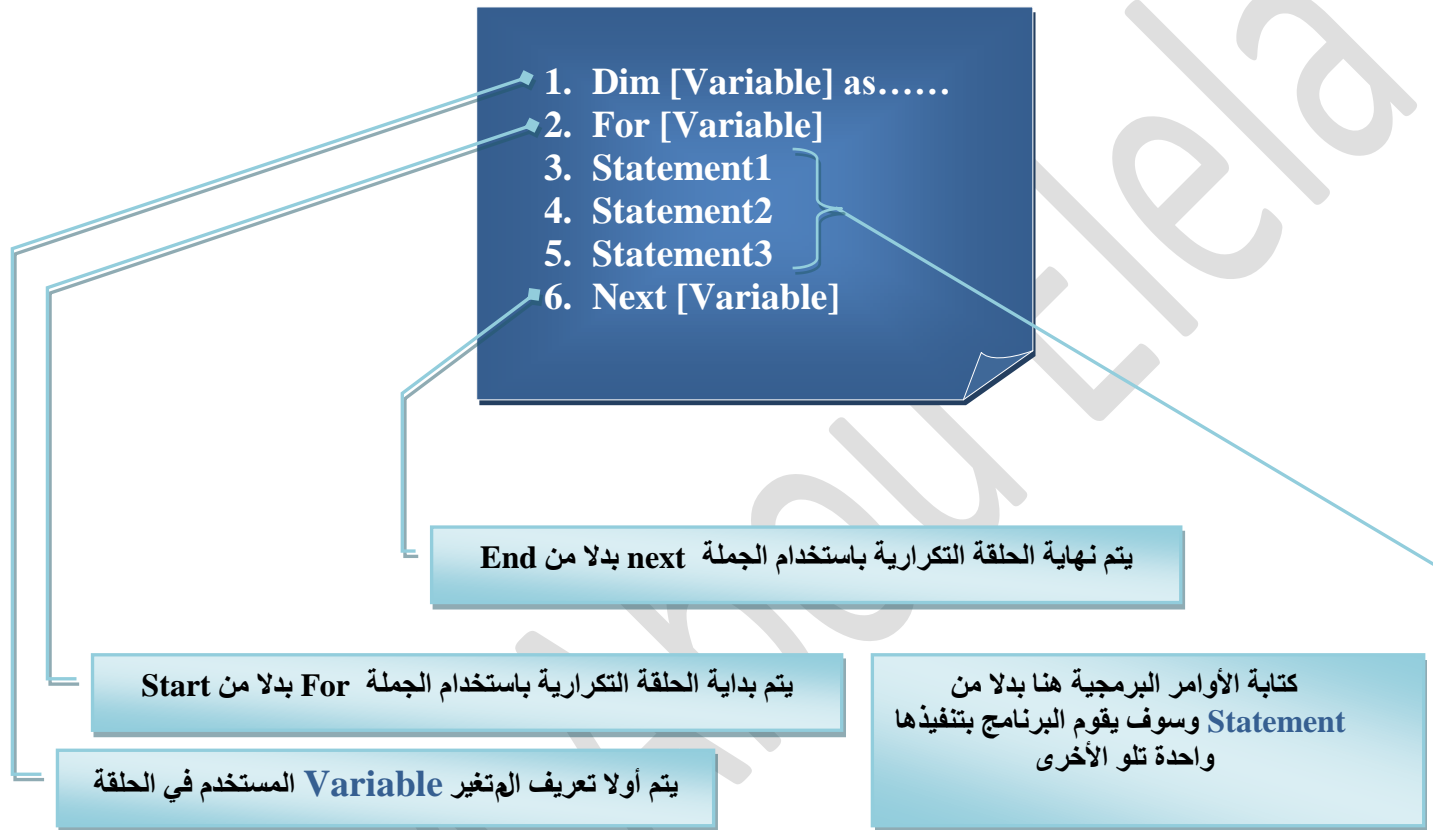 1. Dim [Variable] as……
2. For [Variable]
3. Statement1
4. Statement2
5. Statement3
6. Next [Variable]
يتم نهاية الحلقة التكرارية باستخدام الجملة next بدلا من End
يتم بداية الحلقة التكرارية باستخدام الجملة For بدلا من Start
كتابة الأوامر البرمجية هنا بدلا من
Statement وسوف يقوم البرنامج بتنفيذها
واحدة تلو الأخرى
يتم أولا تعريف المتغير Variable المستخدم في الحلقة
Abou Elela